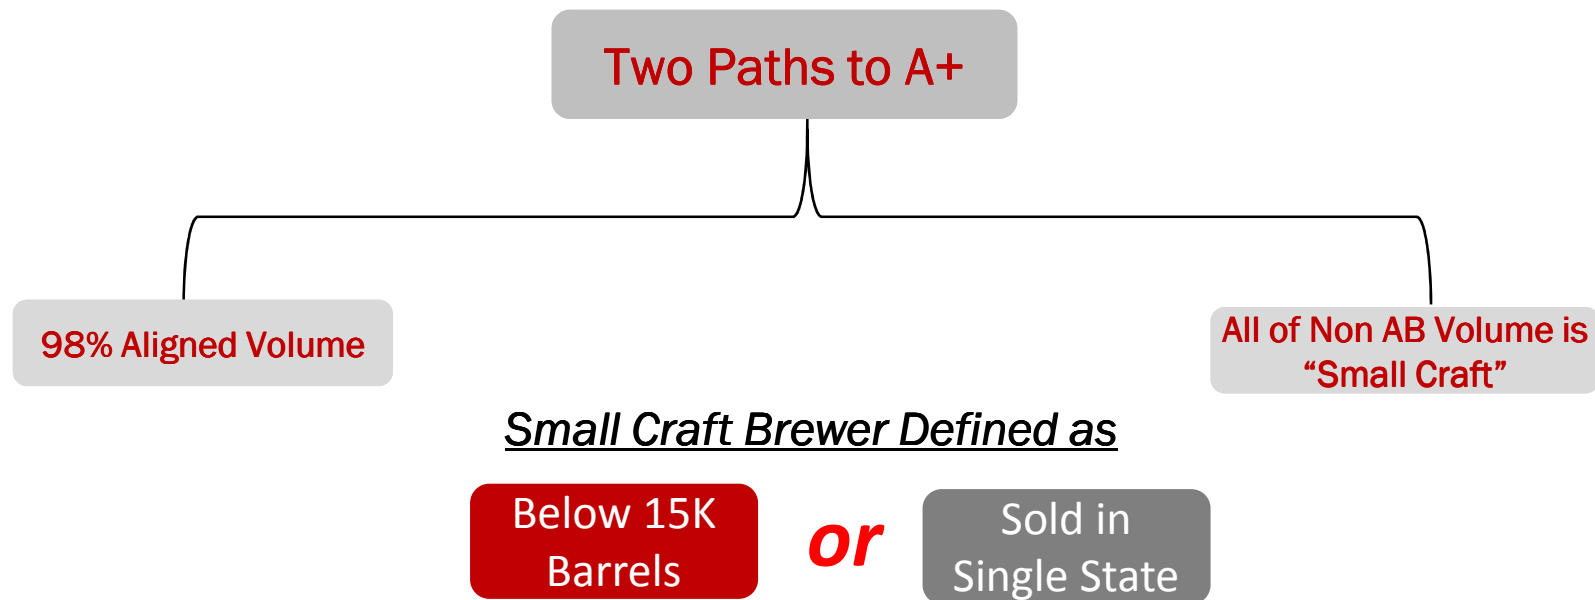 Two Paths to A+
98% Aligned Volume
All of Non AB Volume is
“Small Craft”
Small Craft Brewer Defined as
Below 15K
Barrels
or
Sold in
Single State